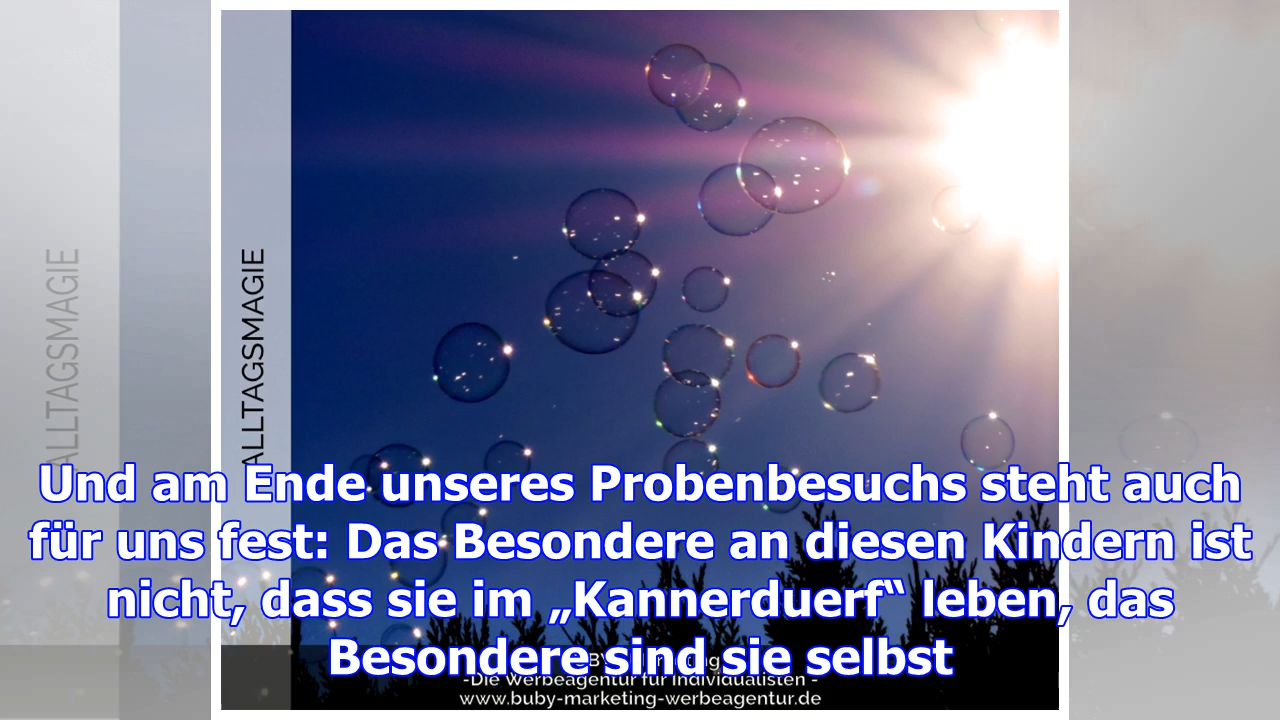 ALLTAGSMAGIE
ALLTAGSMAGIE
Und am Ende unseres Probenbesuchs steht auch
für uns fest: Das Besondere an diesen Kindern ist
nicht, dass sie im „Kannerduerf“ leben, das
Besondere sind sie selbst
-Die Werbeagentur für Individualisten -
www.buby-marketing-werbeagentur.de